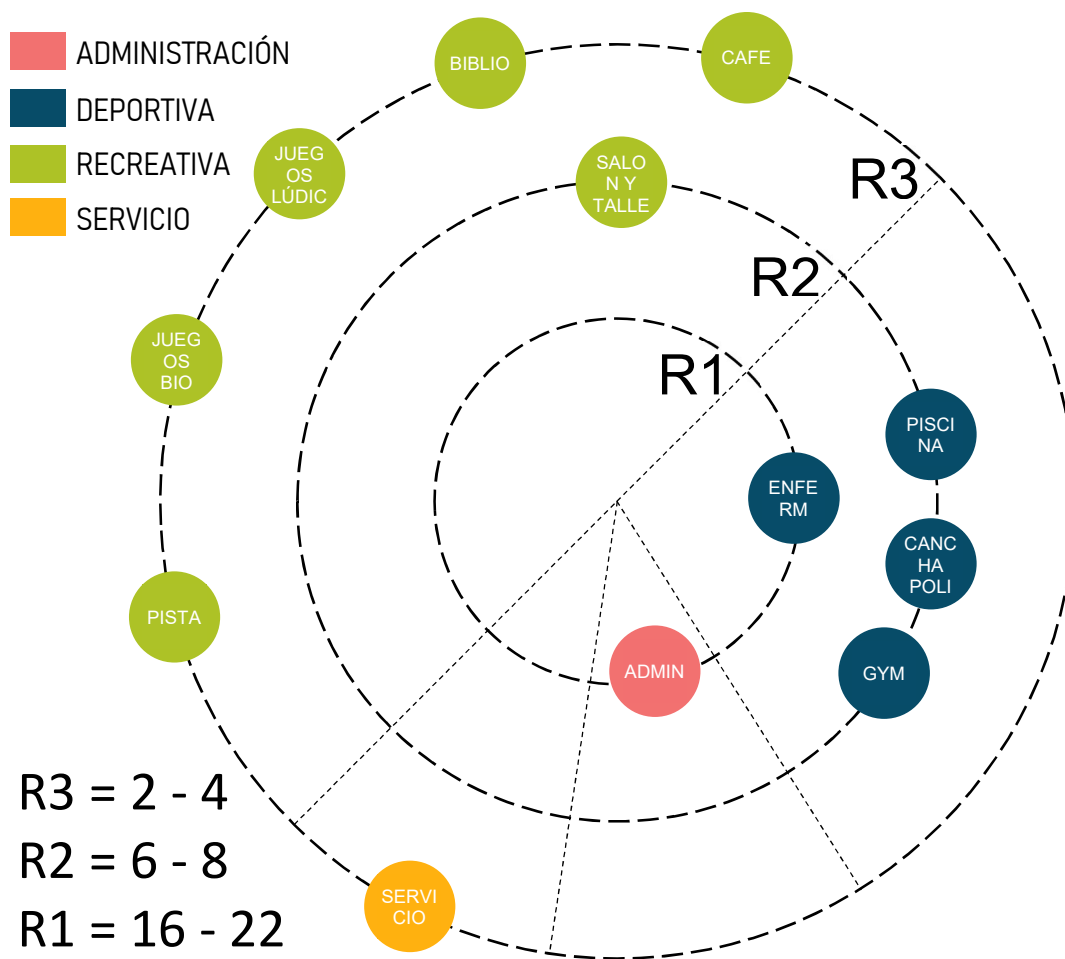 ADMINISTRACIÓN
DEPORTIVA
RECREATIVA
SERVICIO
BIBLIO
CAFE
JUEG
OS
LÚDIC
SALO
N Y
TALLE
R3
R2
R1
JUEG
OS
BIO
PISCI
NA
ENFE
RM
CANC
HA
POLI
PISTA
ADMIN
GYM
R3 = 2 - 4
R2 = 6 - 8
R1 = 16 - 22
SERVI
CIO